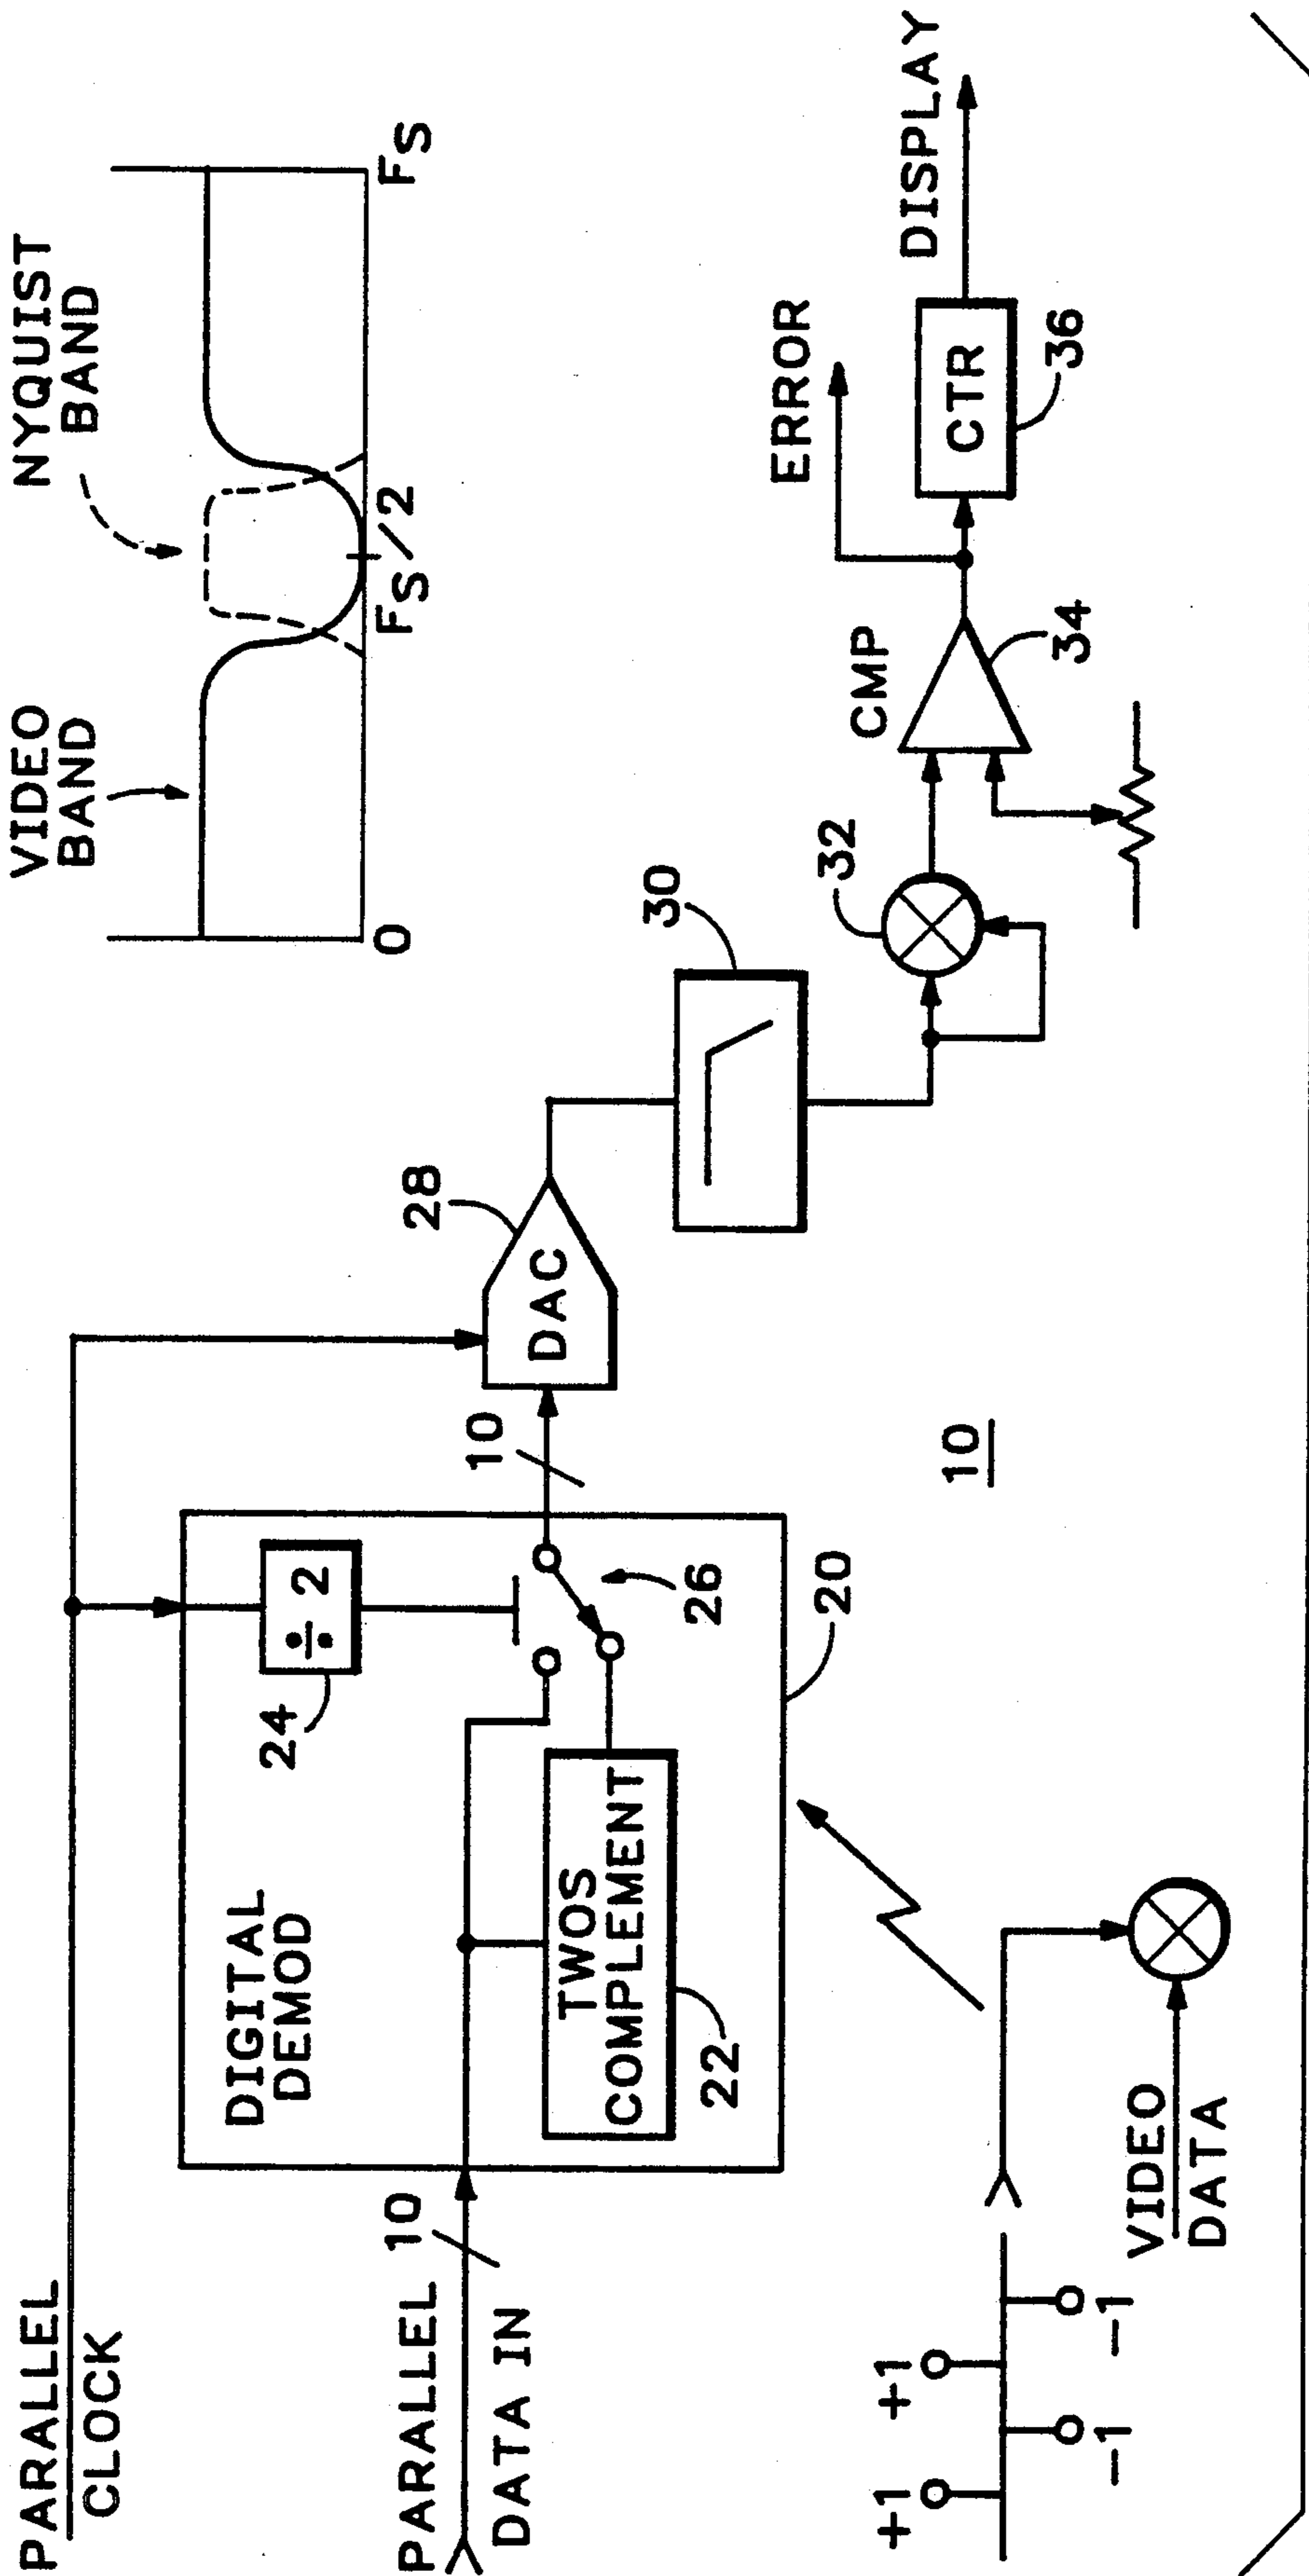 PARALLEL
CLOCK
PARALLEL
DATA IN
10
DIGITAL
DEMOD
÷ 2
24
TWOS
COMPLEMENT
22
26
20
10
DAC
28
VIDEO
BAND
NYQUIST
BAND
0
FS/2
FS
30
32
CMP
34
ERROR
CTR
36
DISPLAY
+1
-1
+1
-1
VIDEO
DATA
10